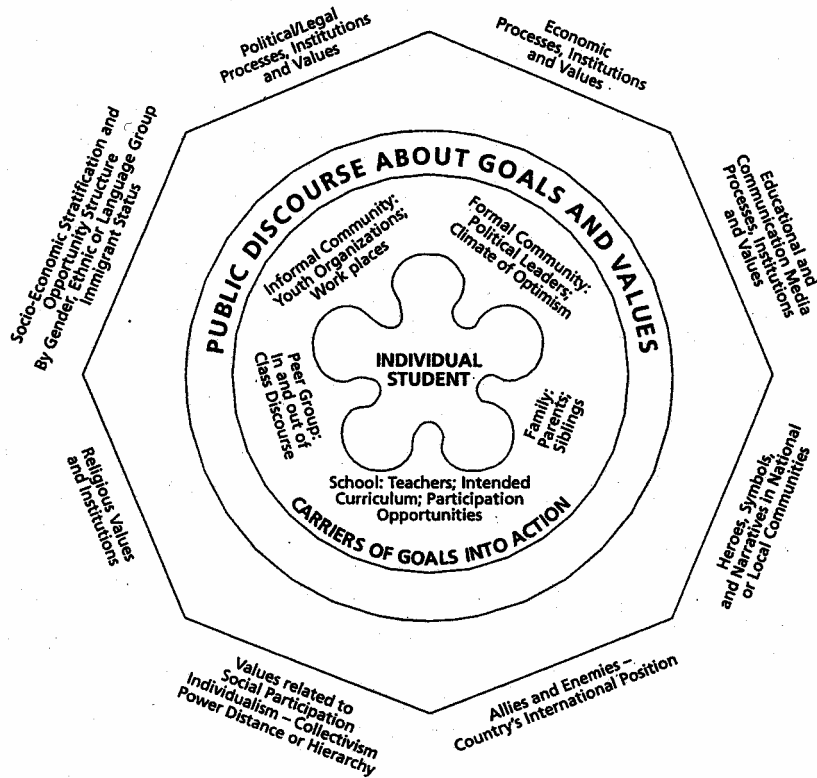 Political/Legal
Processes, Institutions
and Values
Economic
Processes, Institutions
and Values
Socio-Economic Stratification and
Opportunity Structure
By Gender, Ethnic or Language Group
Immigrant Status
Educational and
Communication Media
Processes, Institutions
and Values
PUBLIC DISCOURSE ABOUT GOALS AND VALUES
Informal Community:
Youth Organizations;
Work places
Formal Community:
Political Leaders;
Climate of Optimism
INDIVIDUAL
STUDENT
Peer Group:
In and out of
Class Discourse
Family:
Parents;
Siblings
School: Teachers; Intended
Curriculum; Participation
Opportunities
CARRIERS OF GOALS INTO ACTION
Religious Values
and Institutions
Heroes, Symbols,
and Narratives in National
or Local Communities
Values related to
Social Participation
Individualism – Collectivism
Power Distance or Hierarchy
Allies and Enemies –
Country's International Position